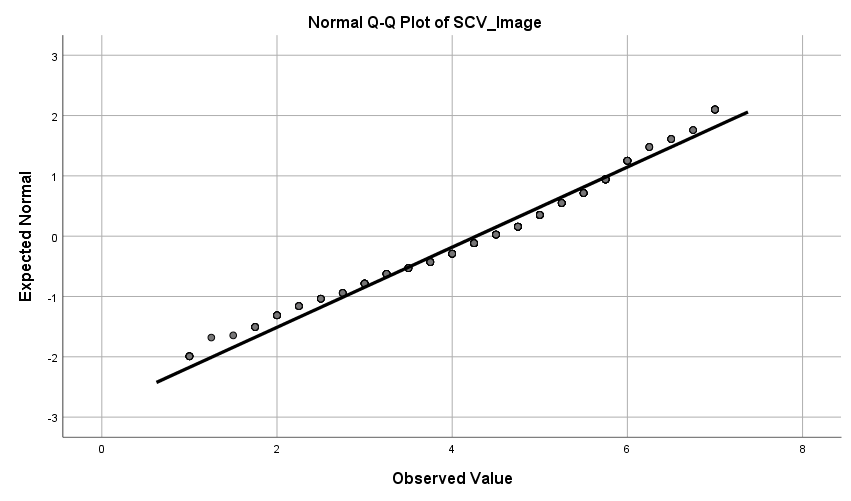 Normal Q-Q Plot of SCV_Image
Expected Normal
3
2
1
0
-1
-2
-3
0 2 4 6 8
Observed Value